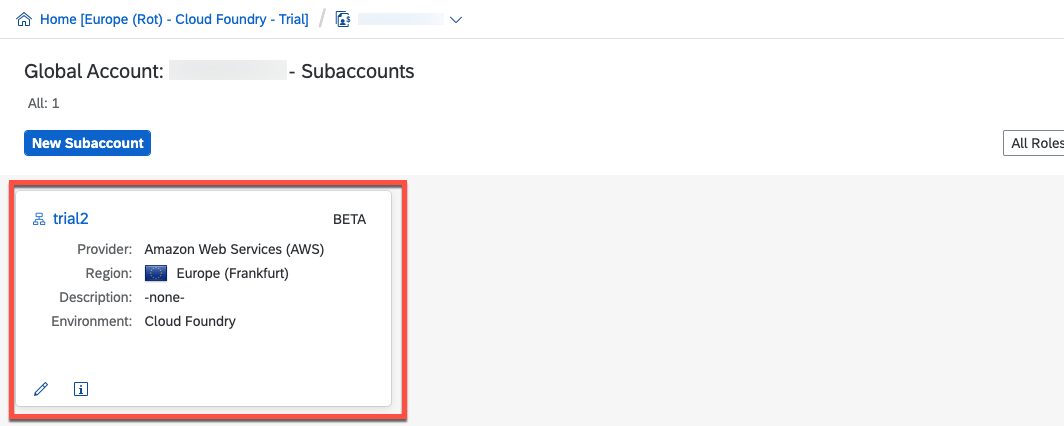 Home [Europe (Rot) - Cloud Foundry - Trial] /
Global Account: - Subaccounts
All: 1
New Subaccount
All Roles
trial2 BETA
Provider: Amazon Web Services (AWS)
Region: Europe (Frankfurt)
Description: -none-
Environment: Cloud Foundry